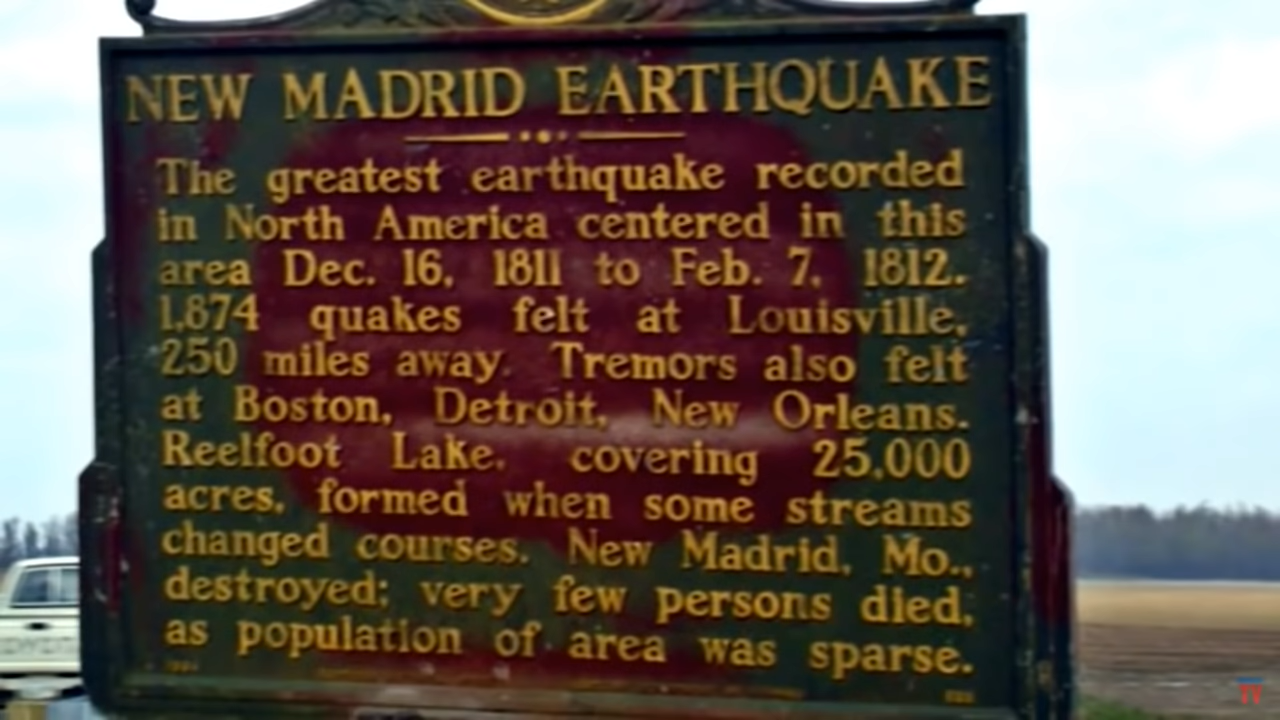 NEW MADRID EARTHQUAKE
The greatest earthquake recorded
in North America centered in this
area Dec. 16, 1811 to Feb. 7, 1812.
1,874 quakes felt at Louisville,
250 miles away. Tremors also felt
at Boston, Detroit, New Orleans.
Reelfoot Lake, covering 25,000
acres, formed when some streams
changed courses. New Madrid, Mo.,
destroyed; very few persons died,
as population of area was sparse.
TV